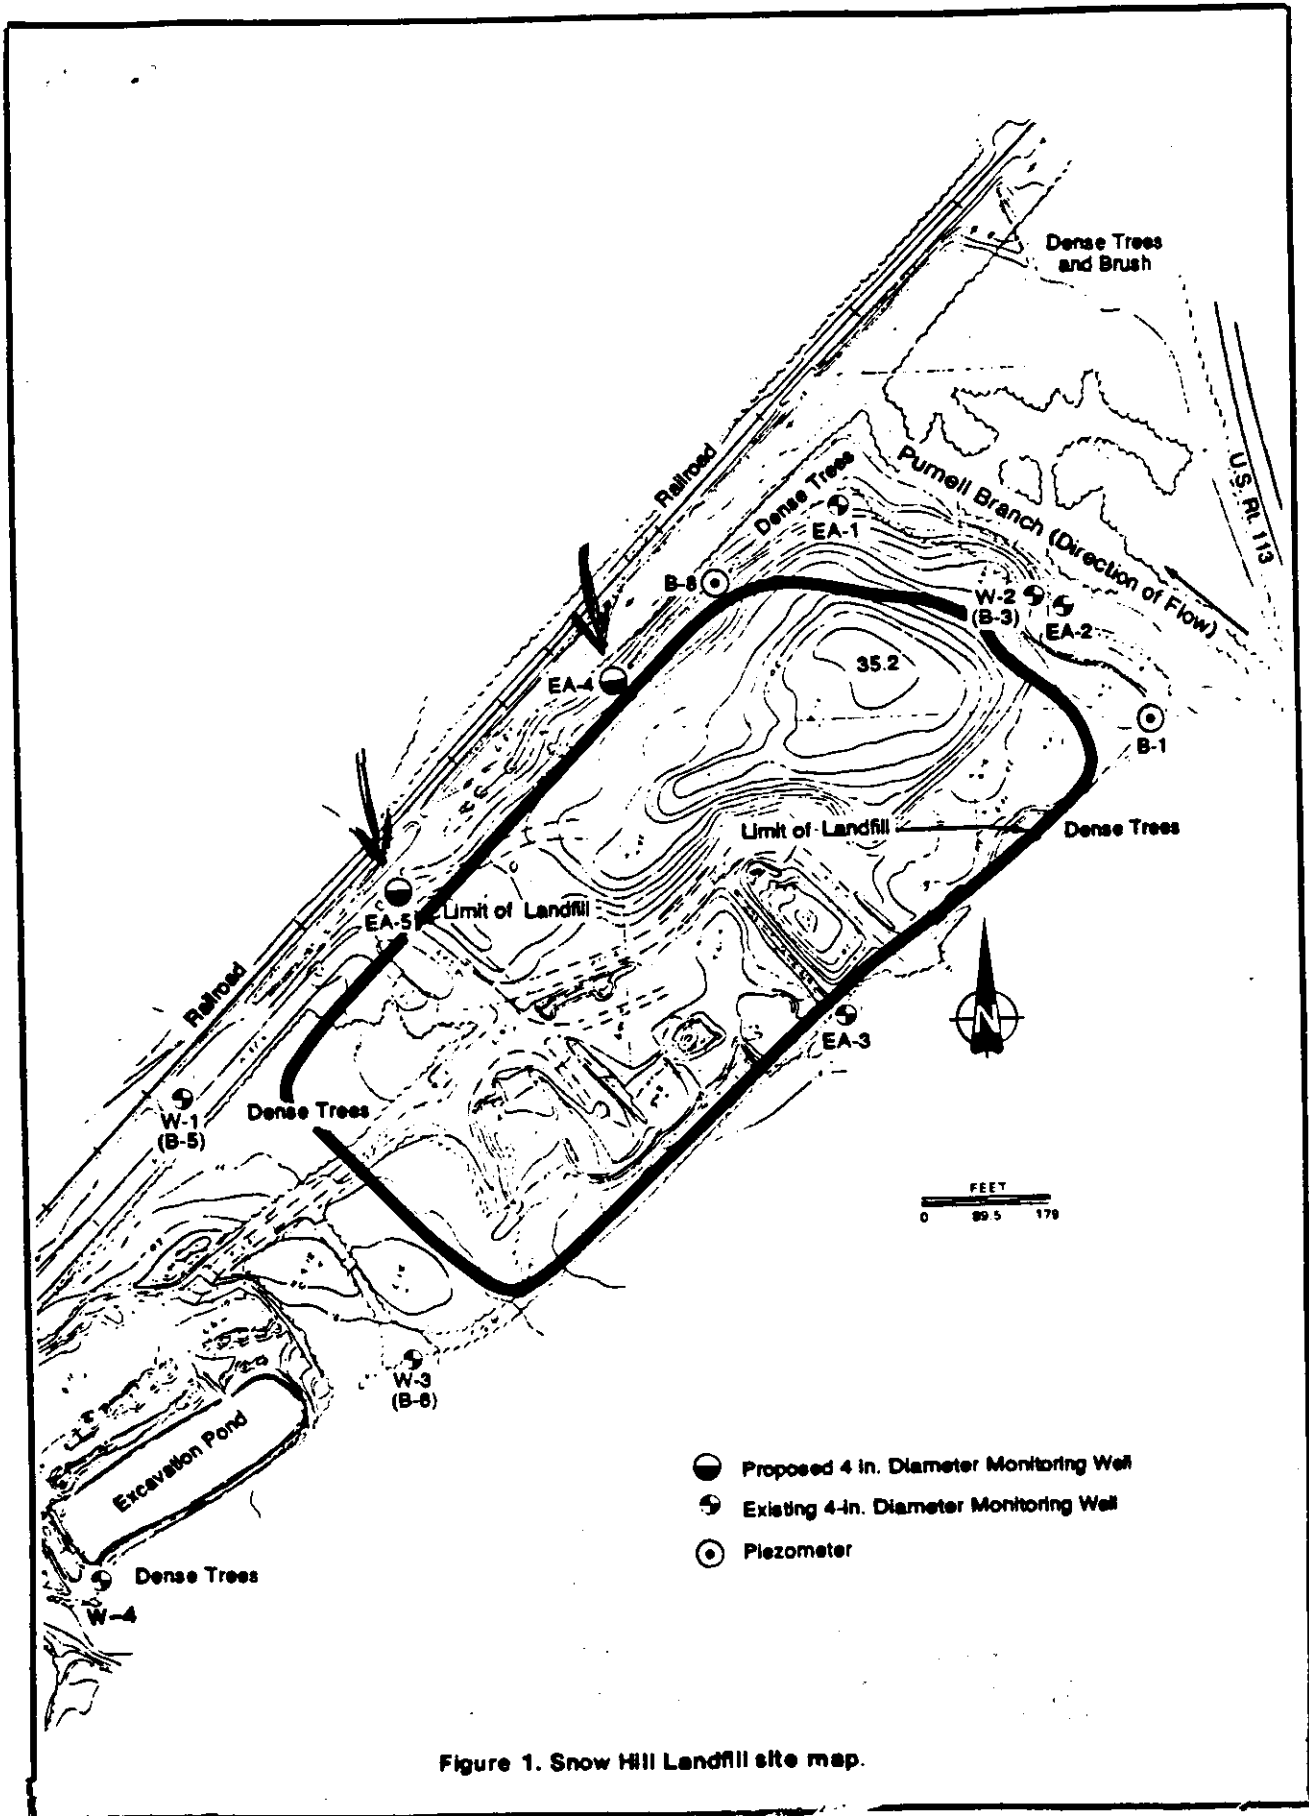 Dense Trees
and Brush
U.S. Rt. 113
Railroad
Dense Trees
Purnell Branch (Direction of Flow)
EA-1
B-8
W-2
(B-3)
EA-2
EA-4
35.2
B-1
Limit of Landfill
Dense Trees
EA-5
Limit of Landfill
Railroad
N
EA-3
W-1
(B-5)
Dense Trees
FEET
0 89.5 179
W-3
(B-6)
Excavation Pond
Proposed 4 in. Diameter Monitoring Well
Existing 4-in. Diameter Monitoring Well
Piezometer
Dense Trees
W-4
Figure 1. Snow Hill Landfill site map.